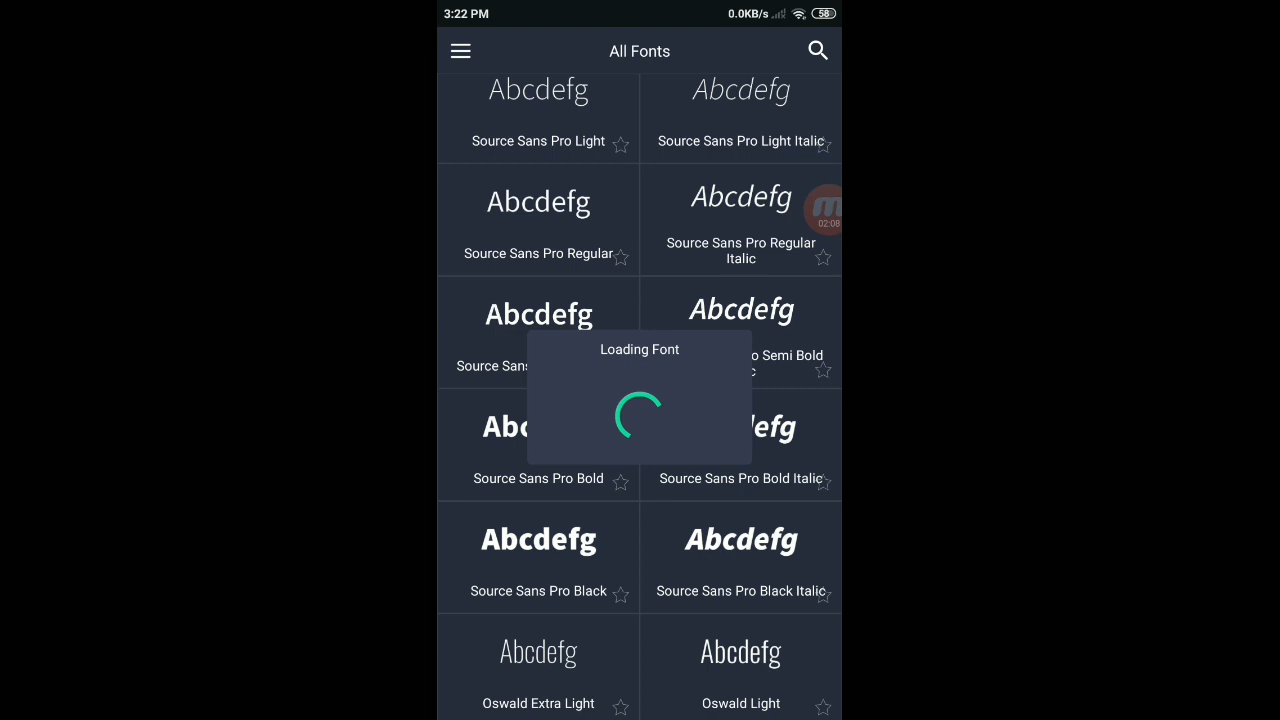 3:22 PM
0.0KB/s
58
All Fonts
Abcdefg
Abcdefg
Source Sans Pro Light
Source Sans Pro Light Italic
Abcdefg
Abcdefg
02:08
Source Sans Pro Regular
Source Sans Pro Regular
Italic
Abcdefg
Abcdefg
Loading Font
Source Sans
o Semi Bold
c
Abc
efg
Source Sans Pro Bold
Source Sans Pro Bold Italic
Abcdefg
Abcdefg
Source Sans Pro Black
Source Sans Pro Black Italic
Abcdefg
Abcdefg
Oswald Extra Light
Oswald Light